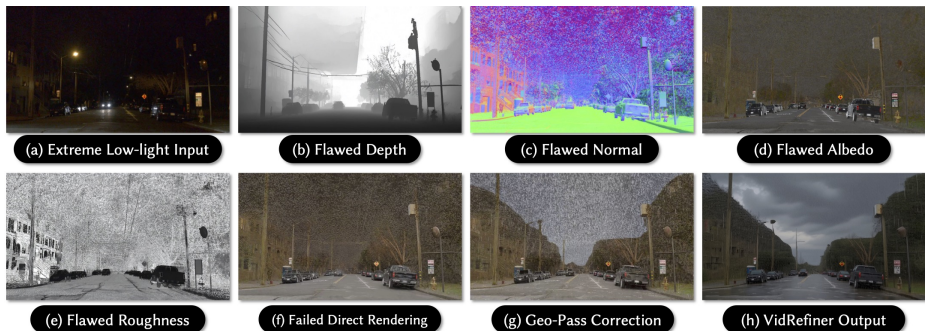 (a) Extreme Low-light Input
(b) Flawed Depth
(c) Flawed Normal
(d) Flawed Albedo
(e) Flawed Roughness
(f) Failed Direct Rendering
(g) Geo-Pass Correction
(h) VidRefiner Output